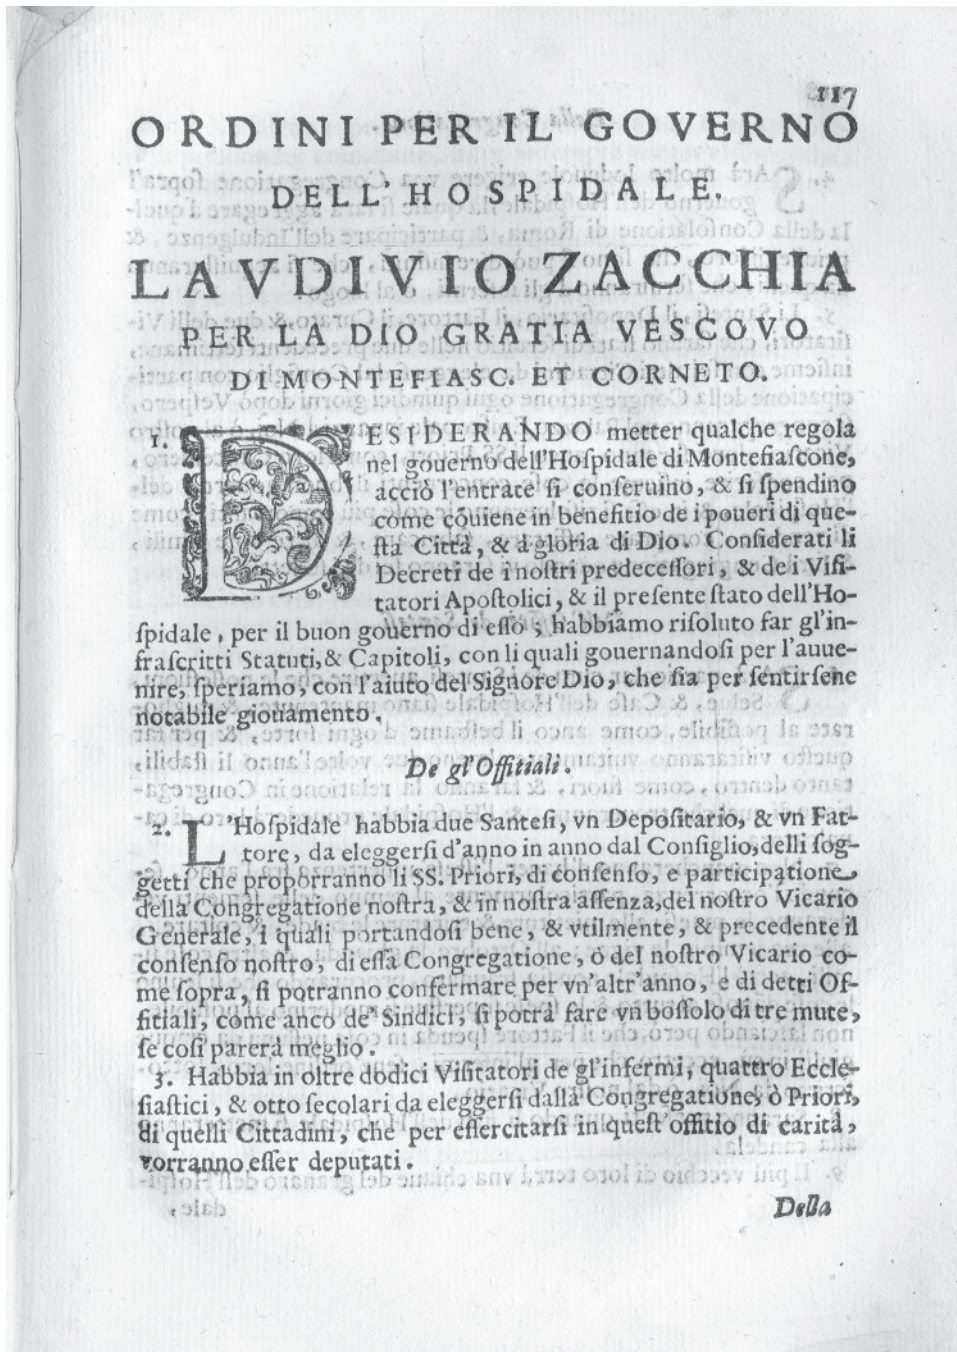 117
ORDINI PER IL GOVERNO
DELL'HOSPIDALE.
LAVDIVIO ZACCHIA
PER LA DIO GRATIA VESCOVO
DI MONTEFIASC. ET CORNETO.
1. DESIDERANDO metter qualche regola
nel gouerno dell'Hoſpidale di Montefiaſcone,
acciò l'entrate ſi conſeruino, & ſi ſpendino
come cõuiene in benefitio de i poueri di que-
ſta Città, & à gloria di Dio. Conſiderati li
Decreti de i noſtri predeceſſori, & de i Viſi-
tatori Apoſtolici, & il preſente ſtato dell'Ho-
ſpidale, per il buon gouerno di eſſo, habbiamo riſoluto far gl'in-
fraſcritti Statuti, & Capitoli, con li quali gouernandoſi per l'auue-
nire, ſperiamo, con l'aiuto del Signore Dio, che ſia per ſentirſene
notabile giouamento.
De gl'Offitiali.
2. L'Hoſpidale habbia due Santeſi, vn Depoſitario, & vn Fat-
tore, da eleggerſi d'anno in anno dal Conſiglio, delli ſog-
getti che proporranno li SS. Priori, di conſenſo, e participatione
della Congregatione noſtra, & in noſtra aſſenza, del noſtro Vicario
Generale, i quali portandoſi bene, & vtilmente, & precedente il
conſenſo noſtro, di eſſa Congregatione, ò del noſtro Vicario co-
me ſopra, ſi potranno confermare per vn'altr'anno, e di detti Of-
fitiali, come anco de' Sindici, ſi potrà fare vn boſſolo di tre mute,
ſe coſi parerà meglio.
3. Habbia in oltre dodici Viſitatori de gl'infermi, quattro Eccle-
ſiaſtici, & otto ſecolari da eleggerſi dalla Congregatione, ò Priori,
di quelli Cittadini, che per eſſercitarſi in queſt'offitio di carità,
vorranno eſſer deputati.
Della